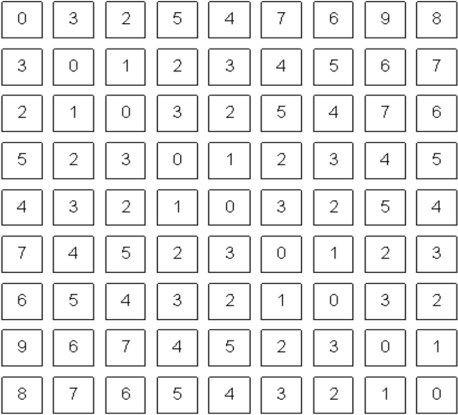 0 3 2 5 4 7 6 9 8
3 0 1 2 3 4 5 6 7
2 1 0 3 2 5 4 7 6
5 2 3 0 1 2 3 4 5
4 3 2 1 0 3 2 5 4
7 4 5 2 3 0 1 2 3
6 5 4 3 2 1 0 3 2
9 6 7 4 5 2 3 0 1
8 7 6 5 4 3 2 1 0